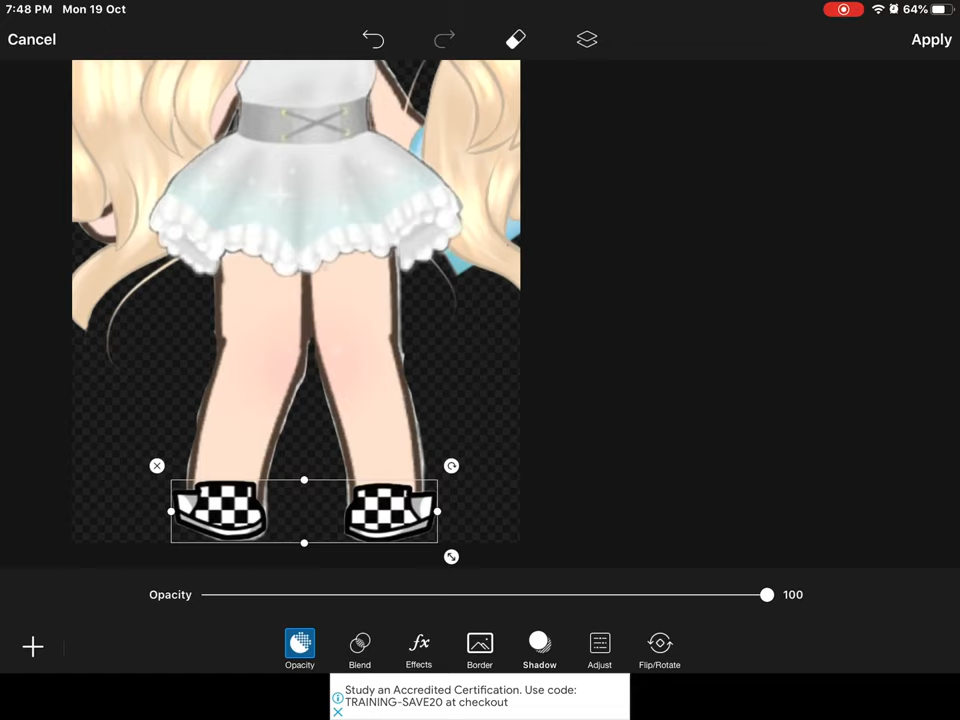 7:48 PM Mon 19 Oct
64%
Cancel
Apply
Opacity
100
Opacity
Blend
fx
Effects
Border
Shadow
Adjust
Flip/Rotate
Study an Accredited Certification. Use code:
TRAINING-SAVE20 at checkout